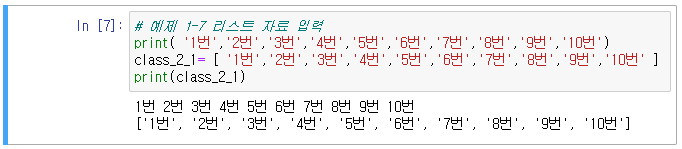 In [7]: # 예제 1-7 리스트 자료 입력
print( '1번','2번','3번','4번','5번','6번','7번','8번','9번','10번')
class_2_1= [ '1번','2번','3번','4번','5번','6번','7번','8번','9번','10번' ]
print(class_2_1)
1번 2번 3번 4번 5번 6번 7번 8번 9번 10번
['1번', '2번', '3번', '4번', '5번', '6번', '7번', '8번', '9번', '10번']